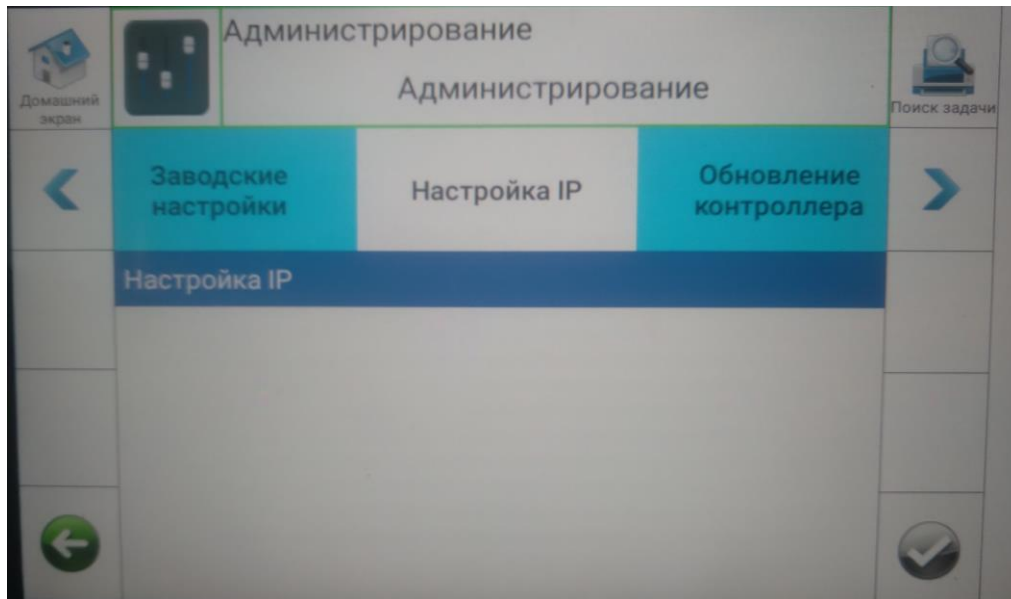 Администрирование
Администрирование
Домашний
экран
Поиск задачи
Заводские
настройки
Настройка IP
Обновление
контроллера
Настройка IP